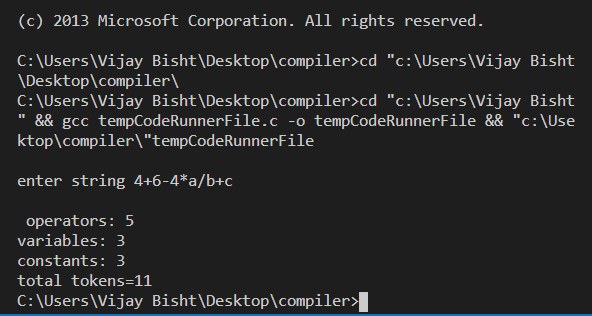 (c) 2013 Microsoft Corporation. All rights reserved.
C:\Users\Vijay Bisht\Desktop\compiler>cd "c:\Users\Vijay Bisht
\Desktop\compiler\
C:\Users\Vijay Bisht\Desktop\compiler>cd "c:\Users\Vijay Bisht
" && gcc tempCodeRunnerFile.c -o tempCodeRunnerFile && "c:\Use
ktop\compiler\"tempCodeRunnerFile
enter string 4+6-4*a/b+c
operators: 5
variables: 3
constants: 3
total tokens=11
C:\Users\Vijay Bisht\Desktop\compiler>